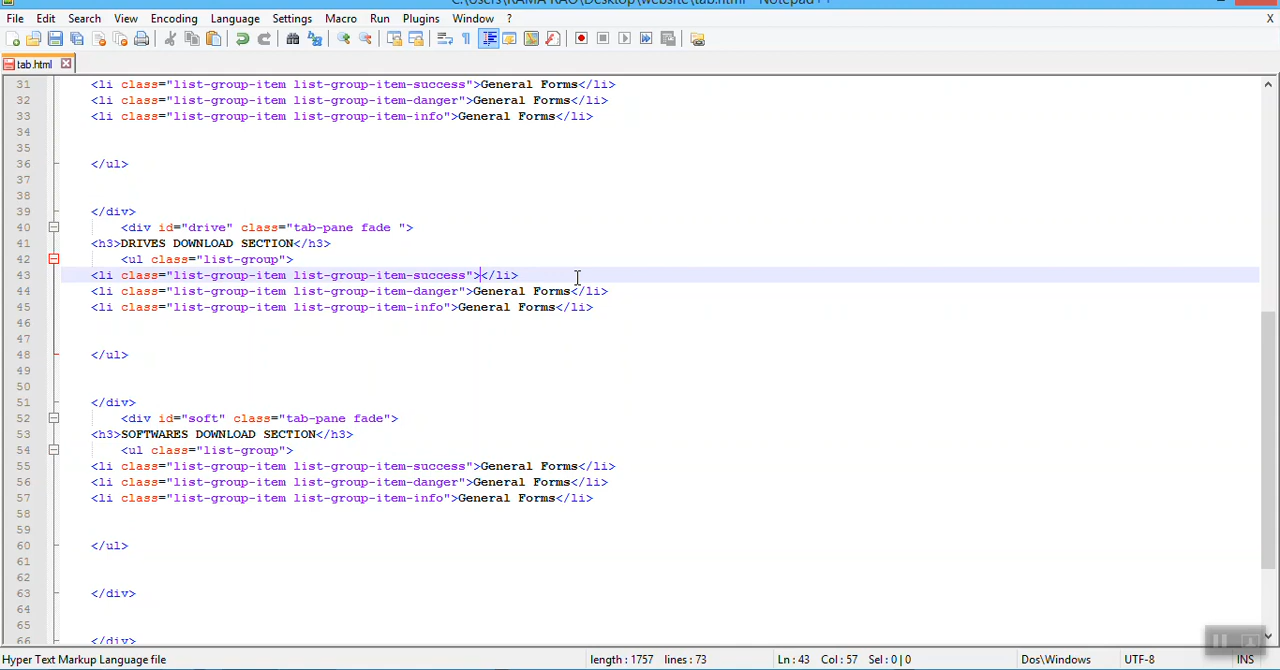 C:\Users\RAMA RAO\Desktop\website\tab.html - Notepad++
File Edit Search View Encoding Language Settings Macro Run Plugins Window ? X
tab.html
31 <li class="list-group-item list-group-item-success">General Forms</li>
32 <li class="list-group-item list-group-item-danger">General Forms</li>
33 <li class="list-group-item list-group-item-info">General Forms</li>
34
35
36 </ul>
37
38
39 </div>
40 <div id="drive" class="tab-pane fade ">
41 <h3>DRIVES DOWNLOAD SECTION</h3>
42 <ul class="list-group">
43 <li class="list-group-item list-group-item-success"></li>
44 <li class="list-group-item list-group-item-danger">General Forms</li>
45 <li class="list-group-item list-group-item-info">General Forms</li>
46
47
48 </ul>
49
50
51 </div>
52 <div id="soft" class="tab-pane fade">
53 <h3>SOFTWARES DOWNLOAD SECTION</h3>
54 <ul class="list-group">
55 <li class="list-group-item list-group-item-success">General Forms</li>
56 <li class="list-group-item list-group-item-danger">General Forms</li>
57 <li class="list-group-item list-group-item-info">General Forms</li>
58
59
60 </ul>
61
62
63 </div>
64
65
66 </div>
Hyper Text Markup Language file length : 1757 lines : 73 Ln : 43 Col : 57 Sel : 0 | 0 Dos\Windows UTF-8 INS